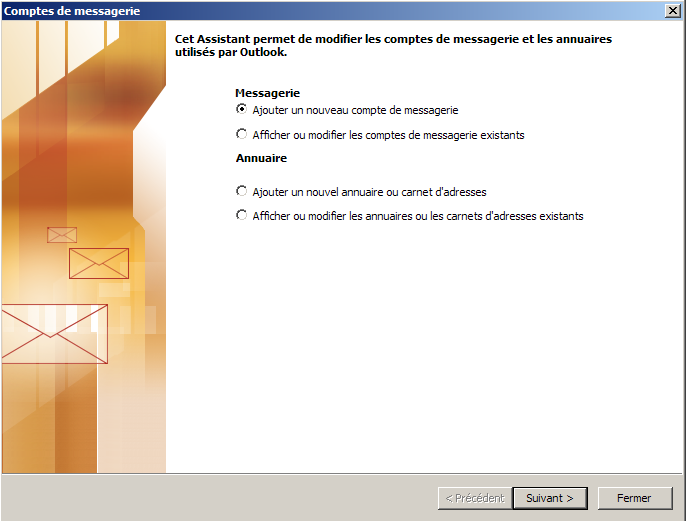 Comptes de messagerie
Cet Assistant permet de modifier les comptes de messagerie et les annuaires
utilisés par Outlook.
Messagerie
Ajouter un nouveau compte de messagerie
Afficher ou modifier les comptes de messagerie existants
Annuaire
Ajouter un nouvel annuaire ou carnet d'adresses
Afficher ou modifier les annuaires ou les carnets d'adresses existants
< Précédent
Suivant >
Fermer